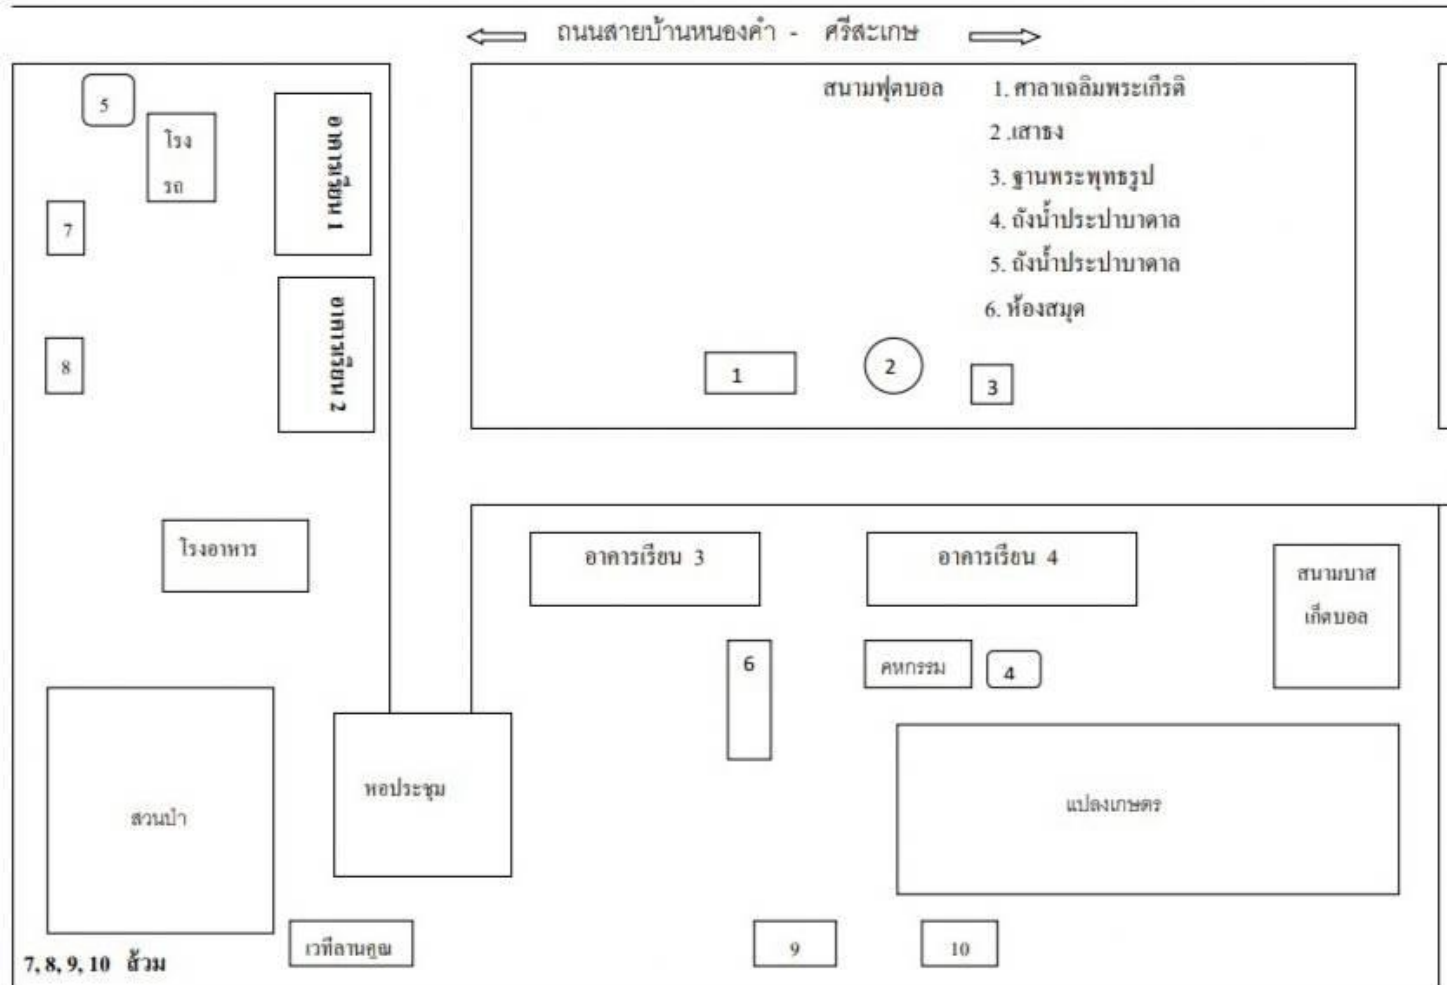 ถนนสายบ้านหนองคำ - ศรีสะเกษ
สนามฟุตบอล
1. ศาลาเฉลิมพระเกีรติ
2 .เสาธง
3. ฐานพระพุทธรูป
4. ถังน้ำประปาบาดาล
5. ถังน้ำประปาบาดาล
6. ห้องสมุด
5
โรง
รถ
อาคารเรียน 1
7
อาคารเรียน 2
8
1
2
3
โรงอาหาร
อาคารเรียน 3
อาคารเรียน 4
สนามบาส
เก็ตบอล
6
คหกรรม
4
สวนป่า
หอประชุม
แปลงเกษตร
เวทีลานคูณ
9
10
7, 8, 9, 10 ส้วม